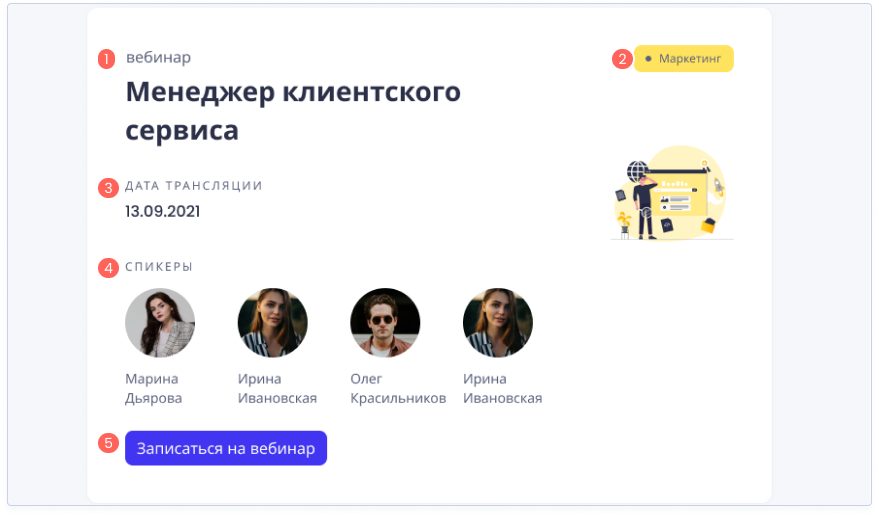 1 вебинар
2 Маркетинг
Менеджер клиентского
сервиса
3 ДАТА ТРАНСЛЯЦИИ
13.09.2021
4 СПИКЕРЫ
Марина
Дьярова
Ирина
Ивановская
Олег
Красильников
Ирина
Ивановская
5 Записаться на вебинар